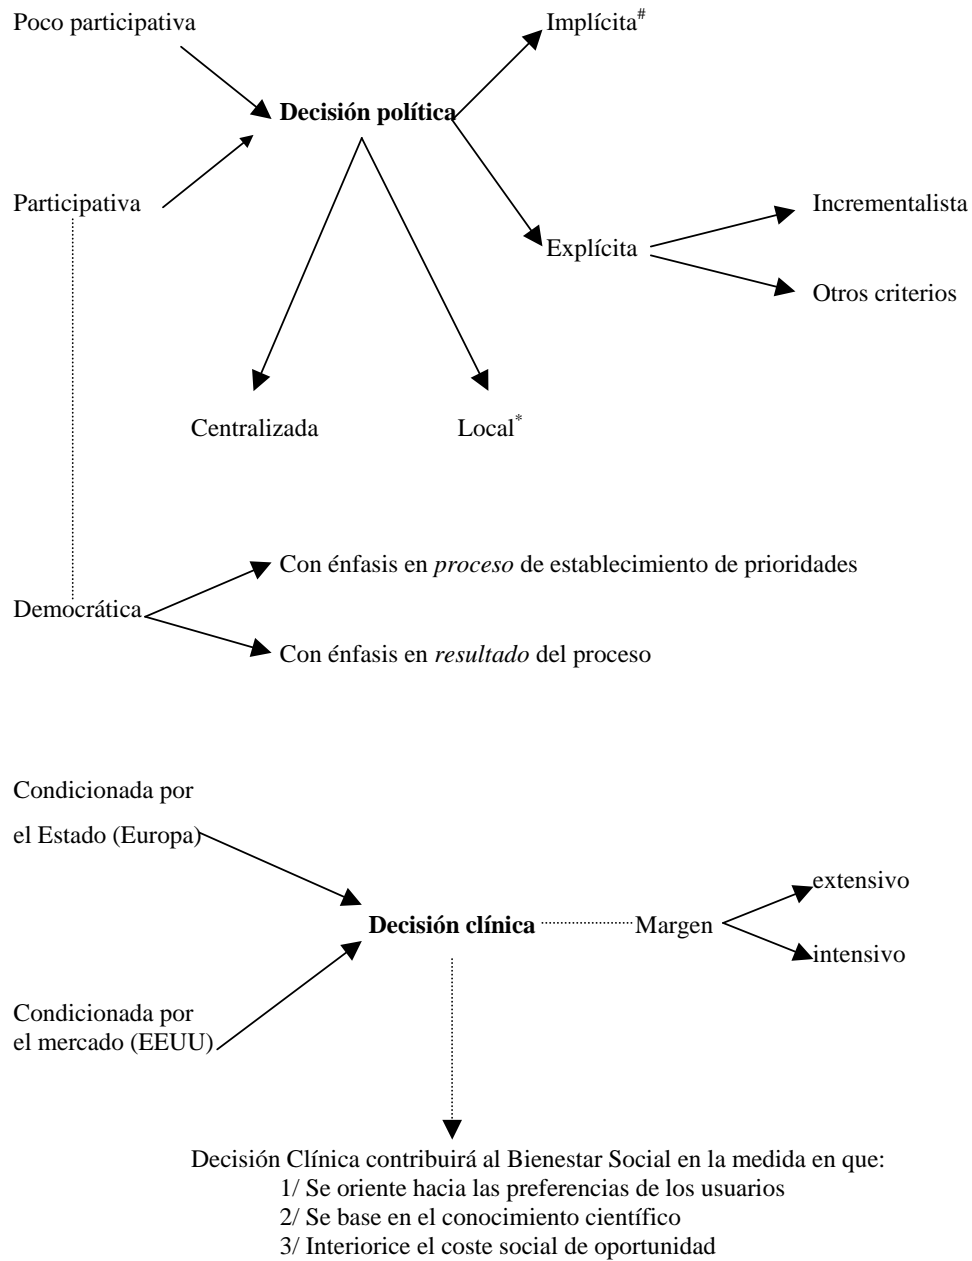 Poco participativa
Implícita#
Decisión política
Participativa
Incrementalista
Explícita
Otros criterios
Centralizada
Local*
Con énfasis en proceso de establecimiento de prioridades
Democrática
Con énfasis en resultado del proceso
Condicionada por
el Estado (Europa)
extensivo
Decisión clínica
Margen
intensivo
Condicionada por
el mercado (EEUU)
Decisión Clínica contribuirá al Bienestar Social en la medida en que:
1/ Se oriente hacia las preferencias de los usuarios
2/ Se base en el conocimiento científico
3/ Interiorice el coste social de oportunidad